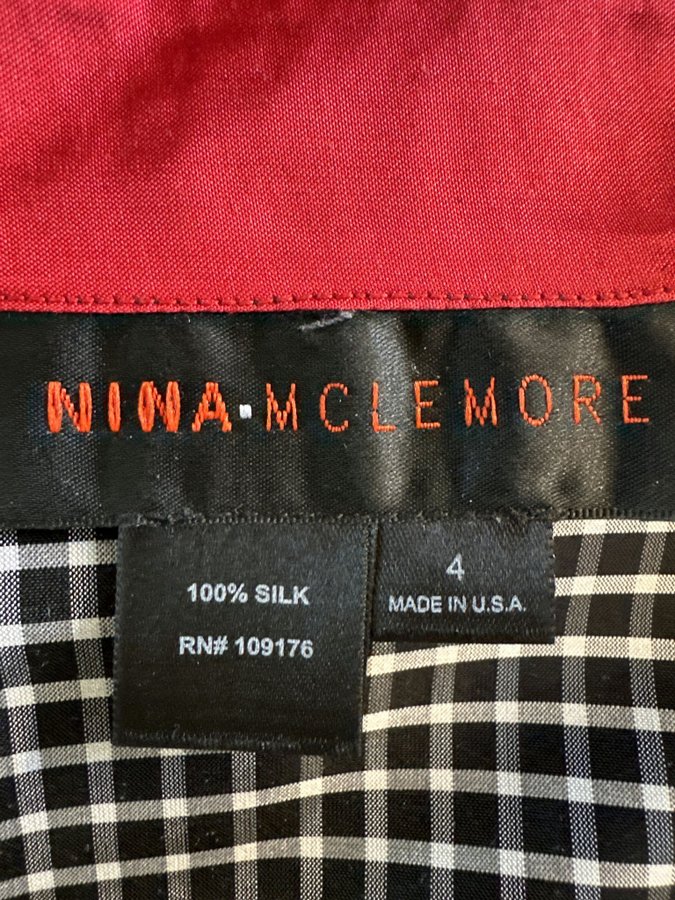 NINA·MCLEMORE
100% SILK
RN# 109176
4
MADE IN U.S.A.